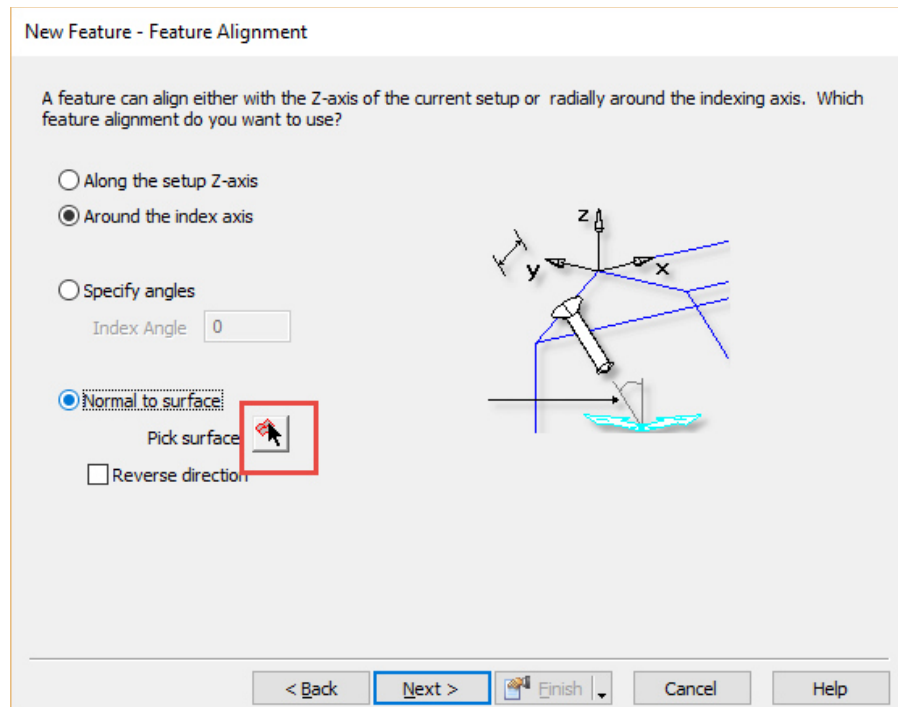 New Feature - Feature Alignment
A feature can align either with the Z-axis of the current setup or radially around the indexing axis. Which
feature alignment do you want to use?
Along the setup Z-axis
Around the index axis
z
y
x
Specify angles
Index Angle 0
Normal to surface
Pick surface
Reverse direction
< Back Next > Finish Cancel Help